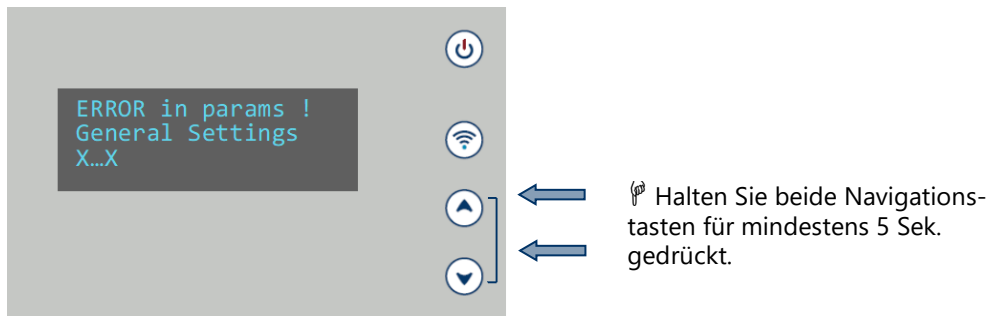 ERROR in params !
General Settings
X…X
Halten Sie beide Navigations-
tasten für mindestens 5 Sek.
gedrückt.